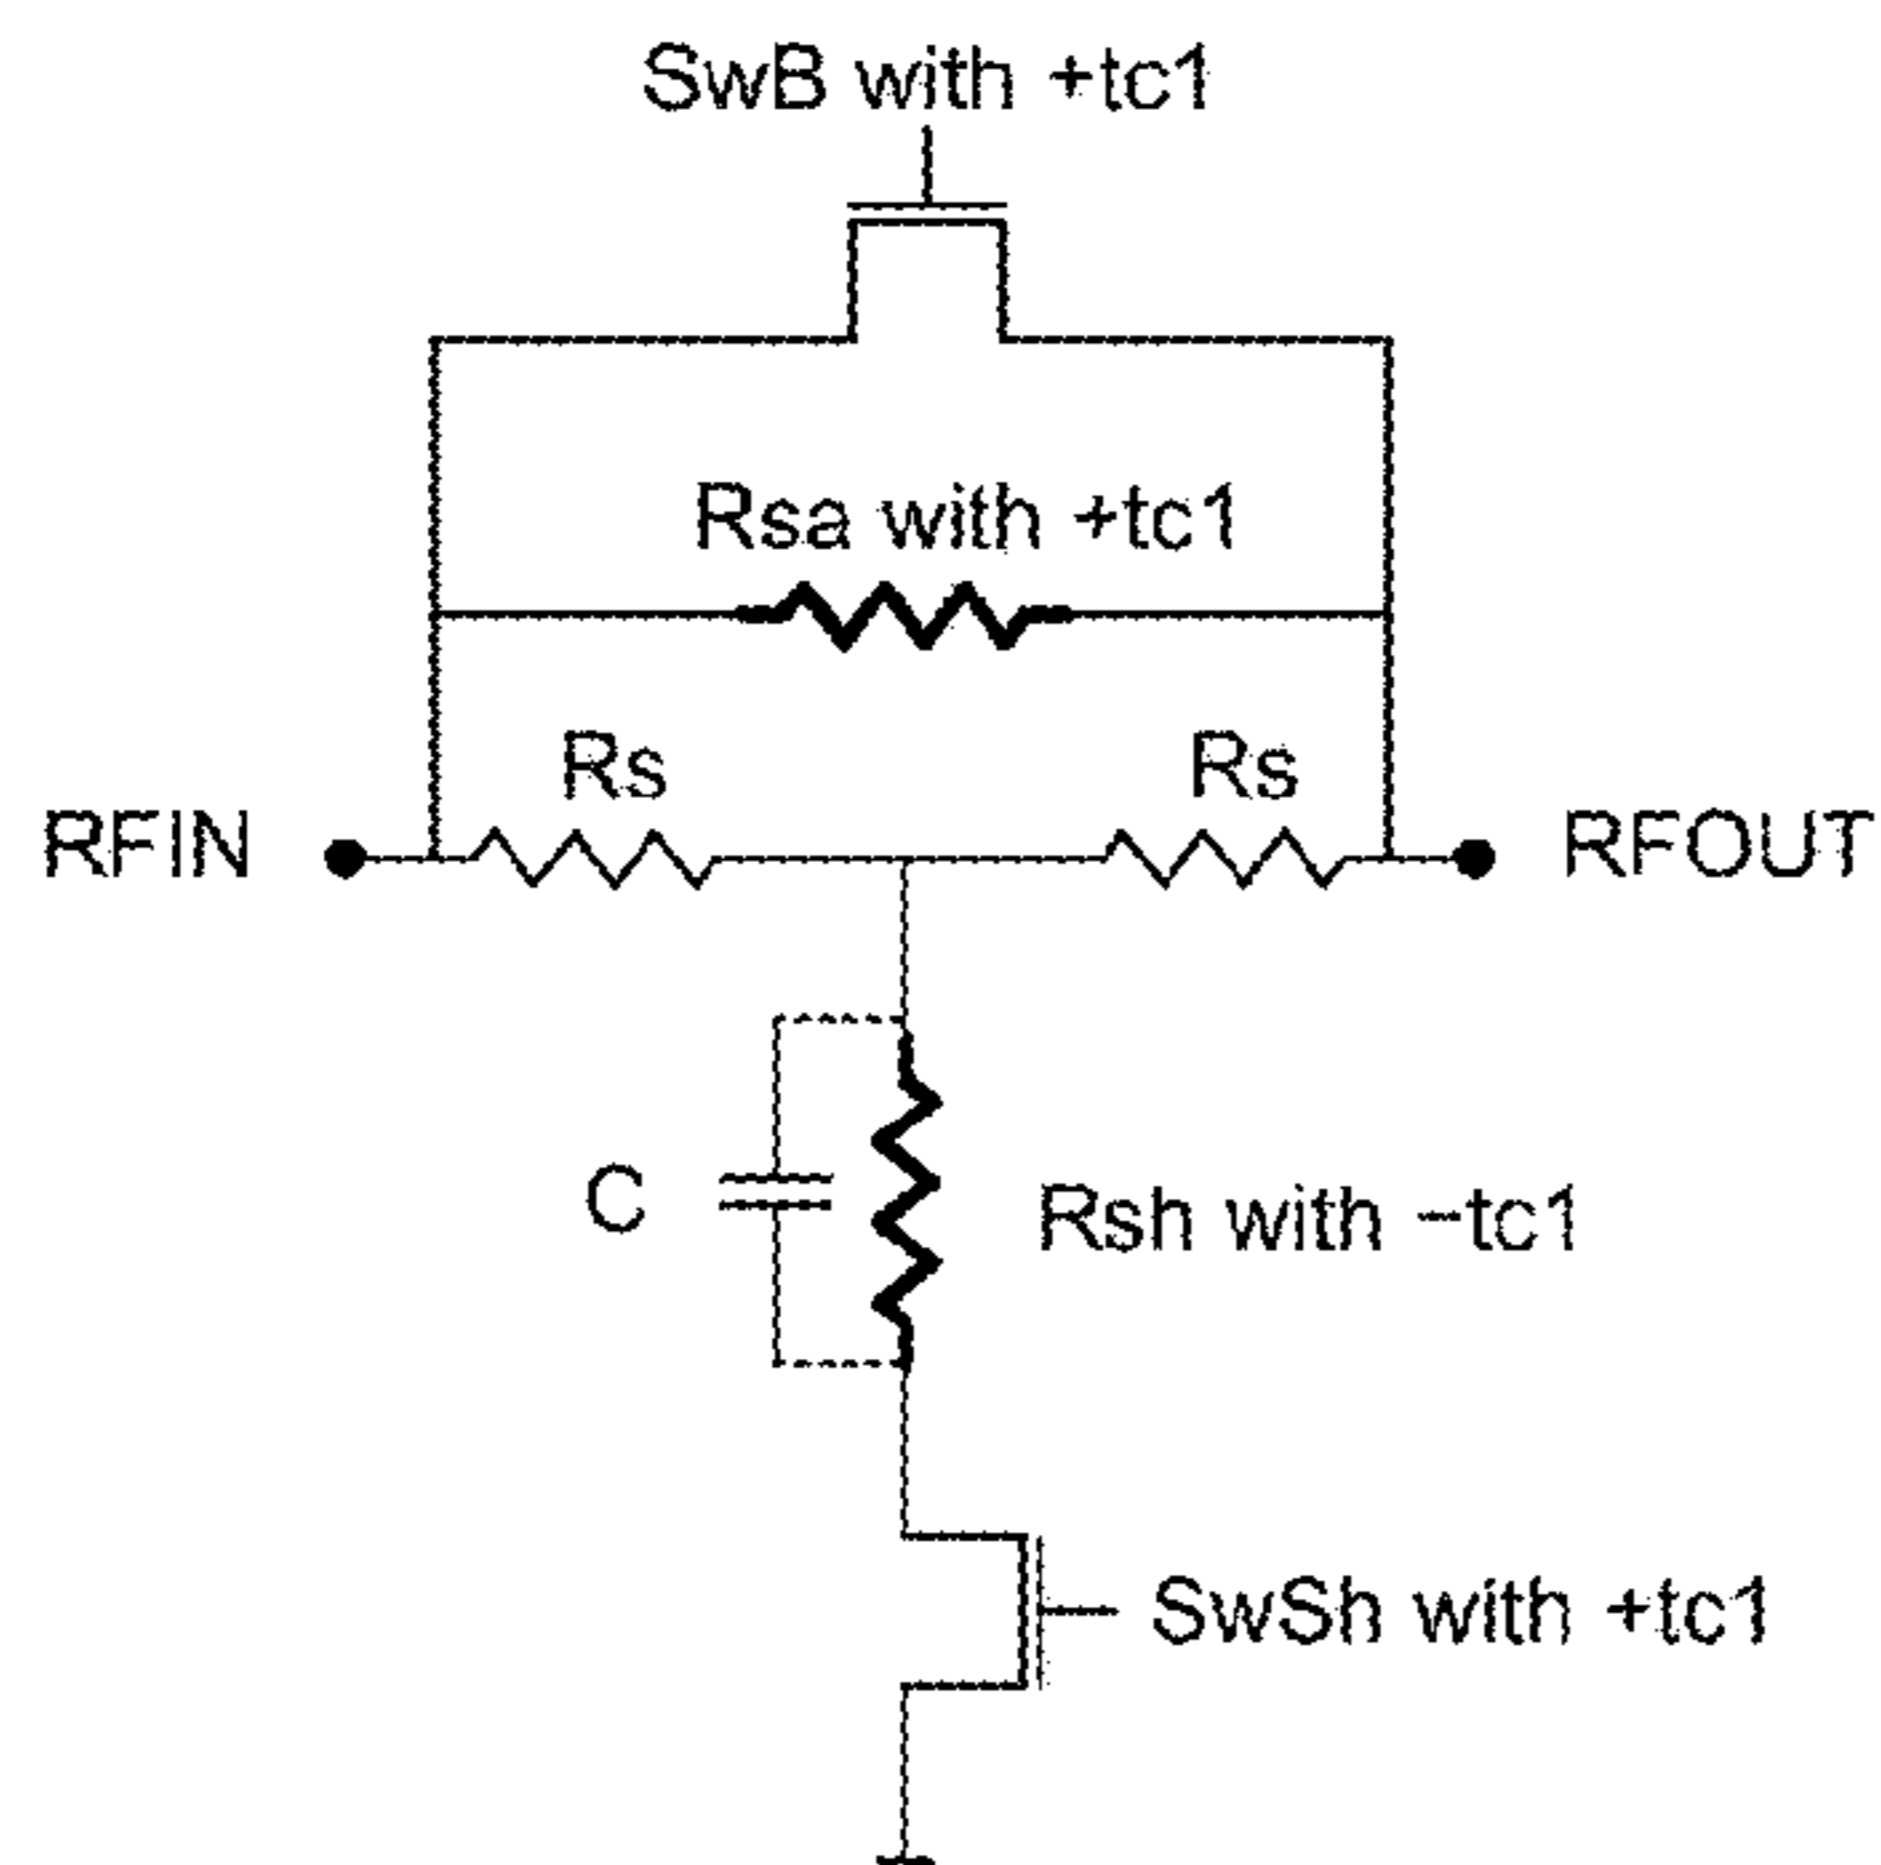 SwB with +tc1
Rsa with +tc1
Rs
Rs
RFIN
RFOUT
C
Rsh with −tc1
SwSh with +tc1